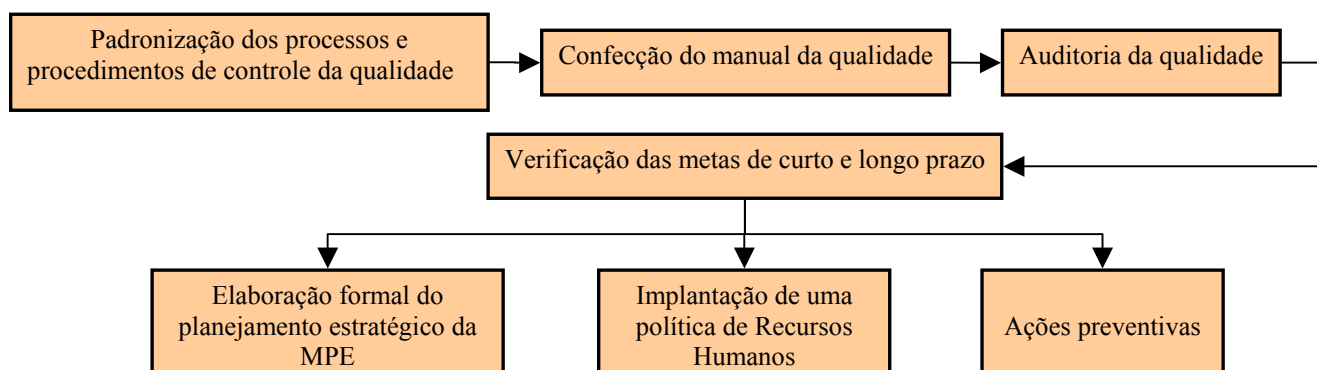 Padronização dos processos e
procedimentos de controle da qualidade
Confecção do manual da qualidade
Auditoria da qualidade
Verificação das metas de curto e longo prazo
Elaboração formal do
planejamento estratégico da
MPE
Implantação de uma
política de Recursos
Humanos
Ações preventivas